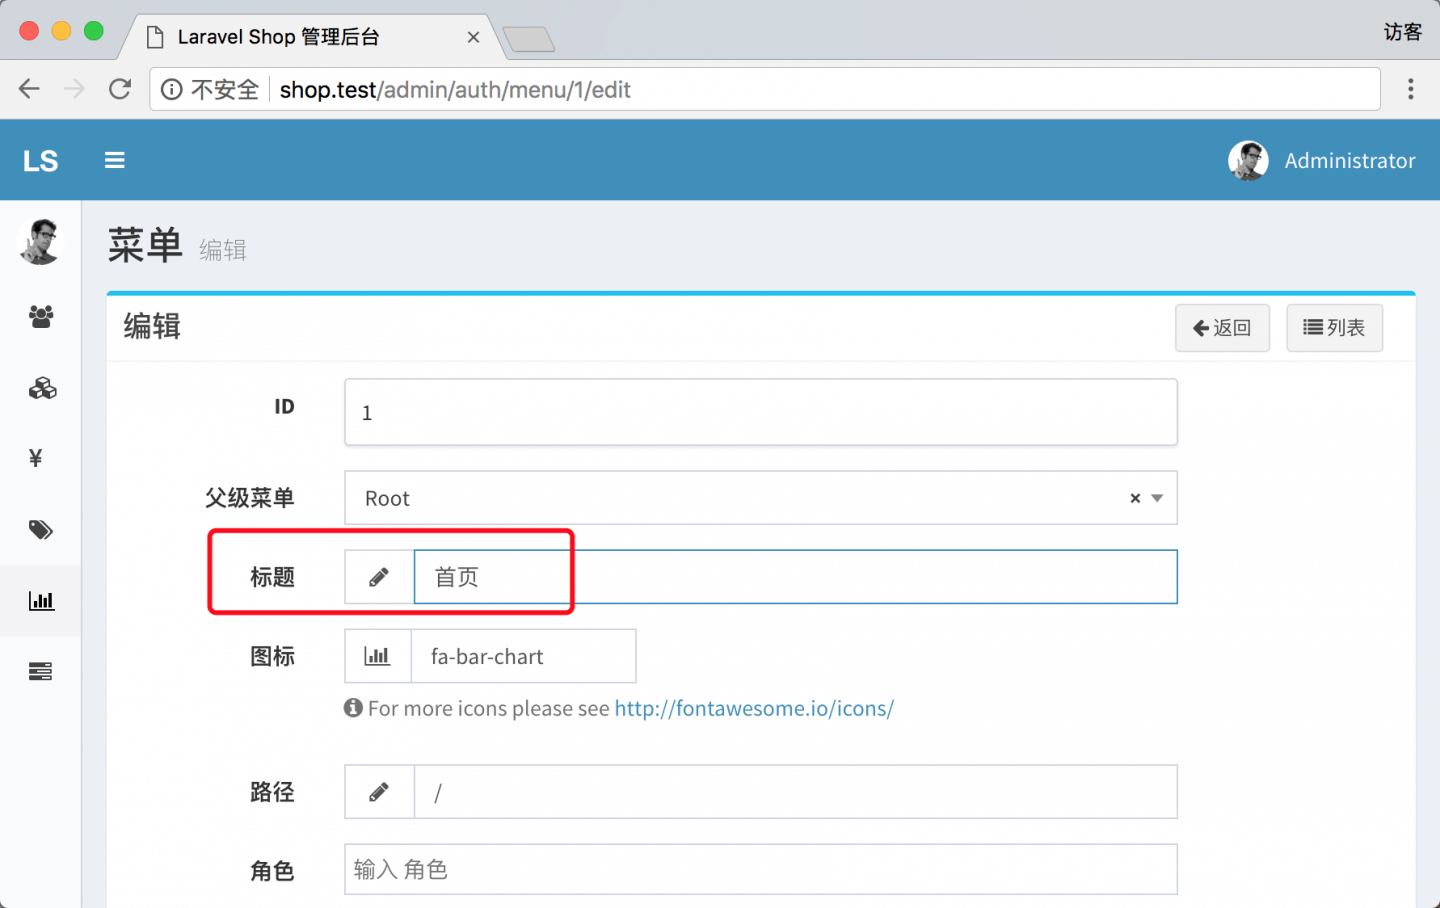 Laravel Shop 管理后台
访客
不安全 shop.test/admin/auth/menu/1/edit
LS
Administrator
菜单 编辑
编辑
返回 列表
ID 1
父级菜单 Root × 
标题 首页
图标 fa-bar-chart
For more icons please see http://fontawesome.io/icons/
路径 /
角色 输入 角色